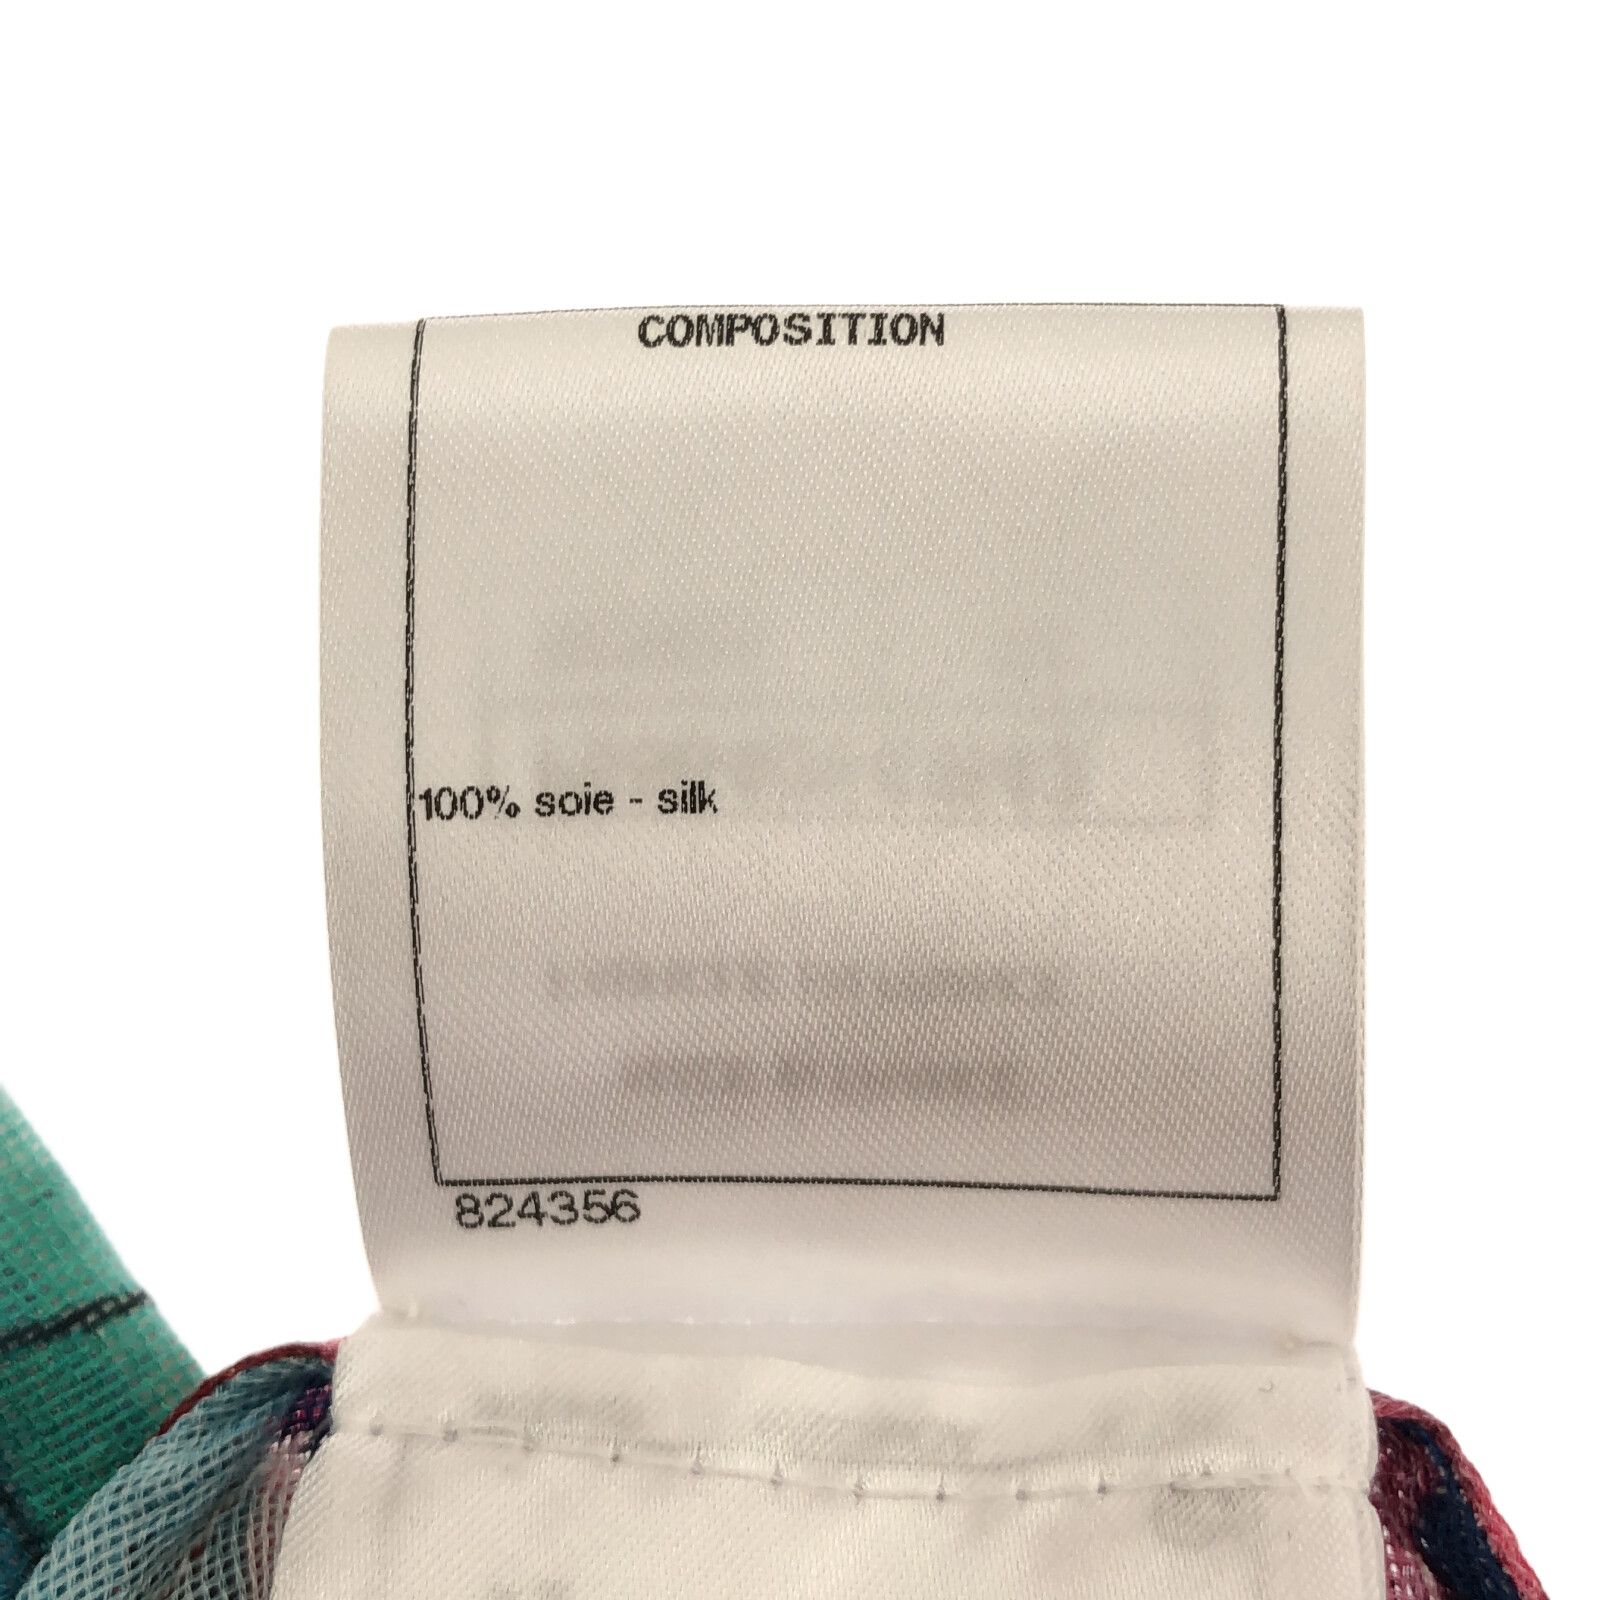 COMPOSITION
100% soie - silk
824356